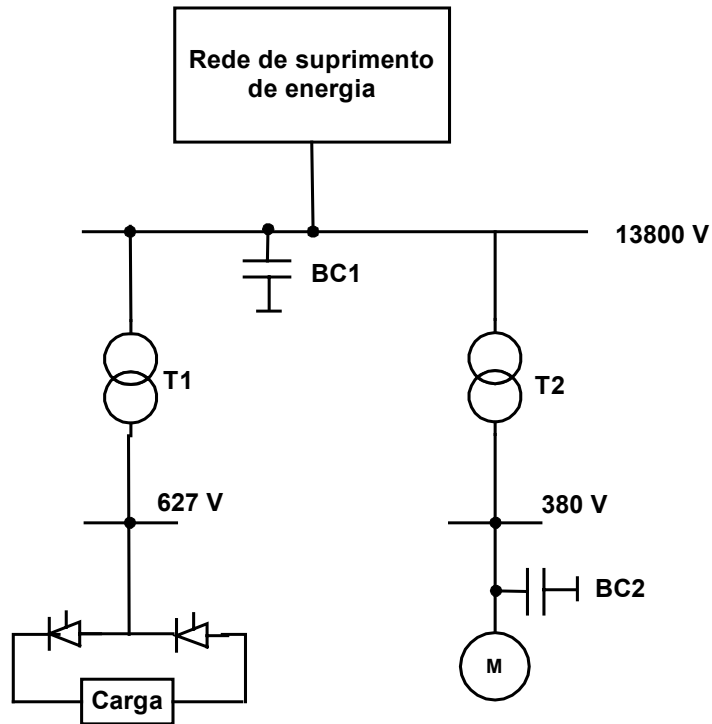 Rede de suprimento
de energia
13800 V
BC1
T1
T2
627 V
380 V
BC2
M
Carga